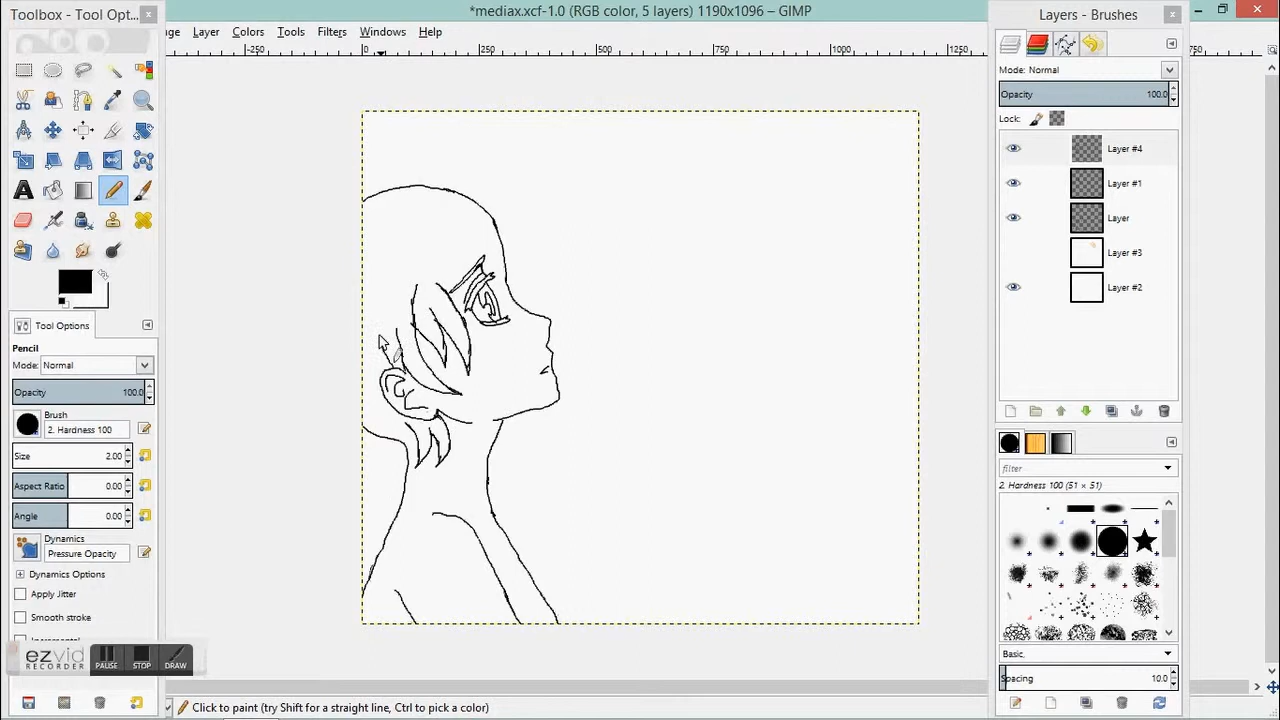 Toolbox - Tool Opt...
*mediax.xcf-1.0 (RGB color, 5 layers) 1190x1096 – GIMP
Layers - Brushes
Layer Colors Tools Filters Windows Help
-250 0 250 500 750 1000 1250
Mode: Normal
Opacity 100.0
Lock:
Layer #4
Layer #1
Layer
Layer #3
Layer #2
Tool Options
Pencil
Mode: Normal
Opacity 100.0
Brush
2. Hardness 100
Size 2.00
Aspect Ratio 0.00
Angle 0.00
Dynamics
Pressure Opacity
Dynamics Options
Apply Jitter
Smooth stroke
ezvid
RECORDER
PAUSE STOP DRAW
filter
2. Hardness 100 (51 × 51)
Basic,
Spacing 10.0
Click to paint (try Shift for a straight line, Ctrl to pick a color)